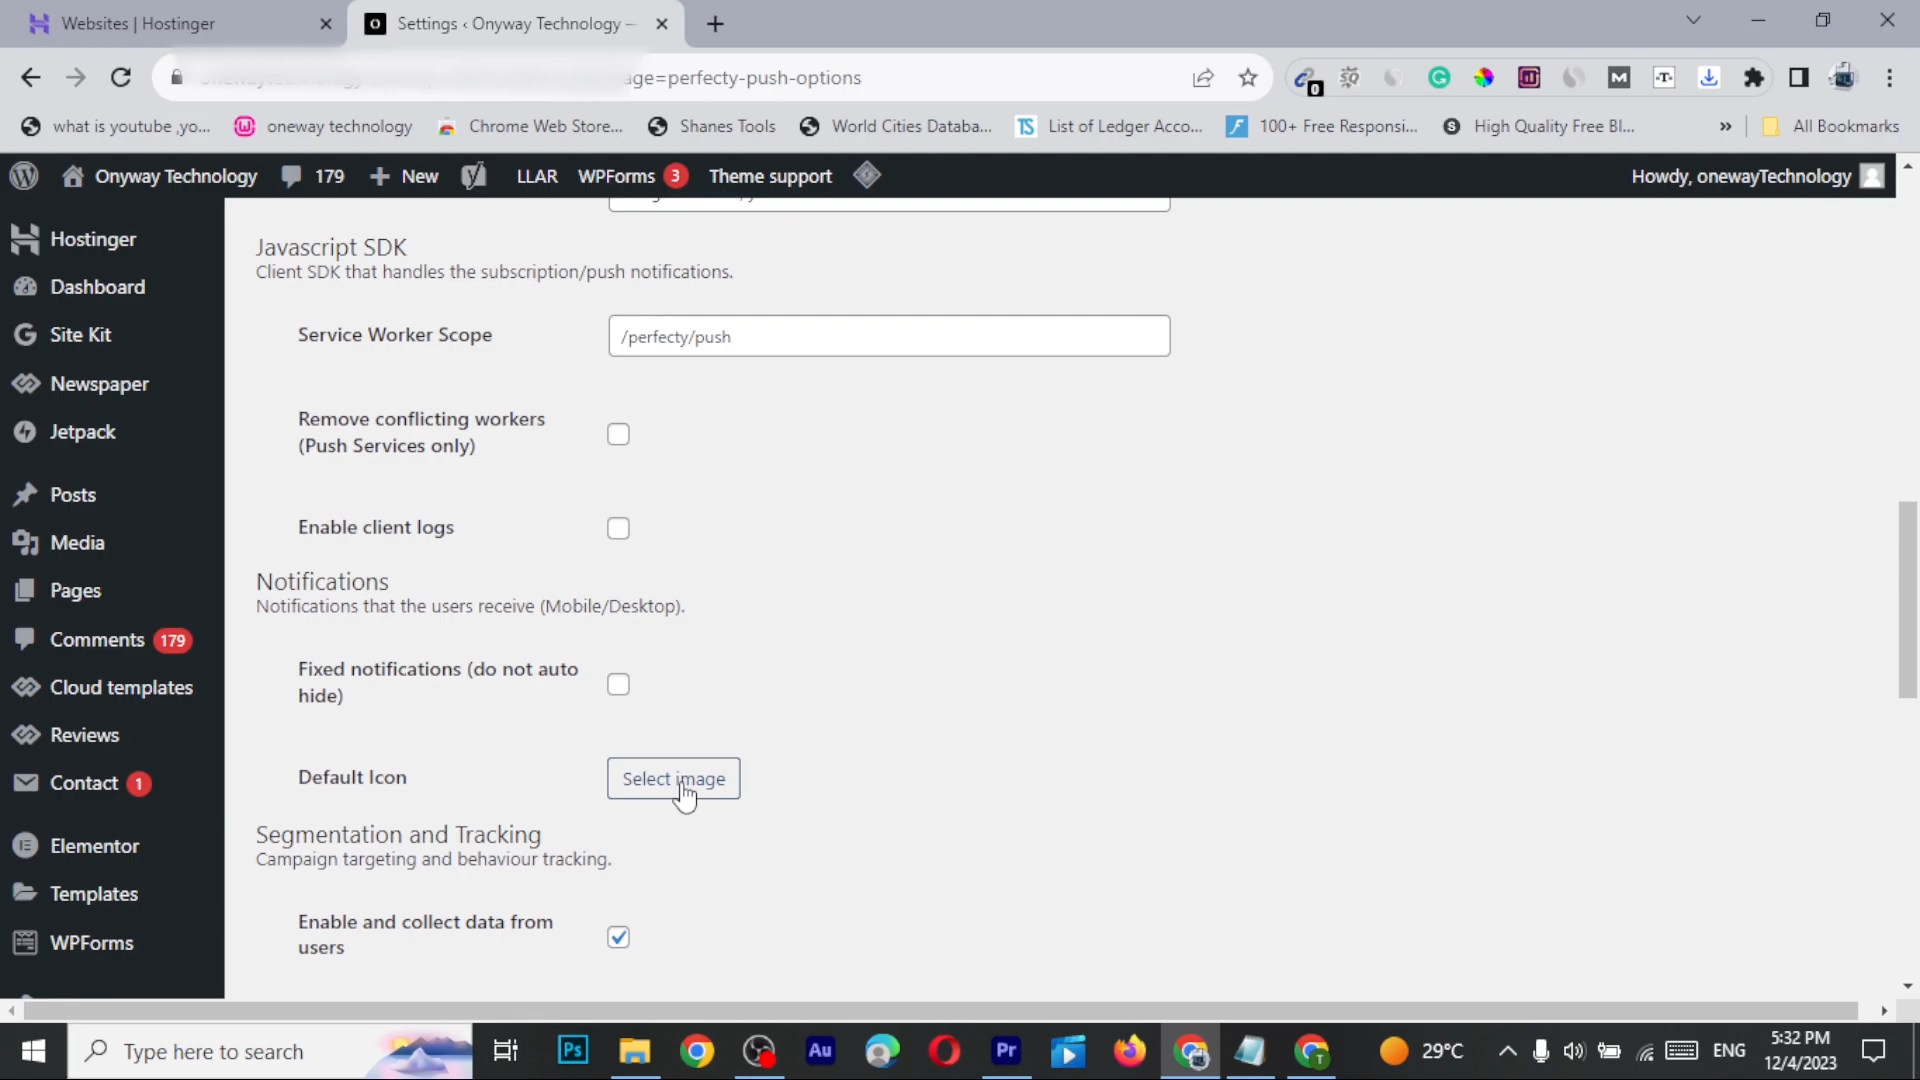 Websites | Hostinger
Settings ‹ Onyway Technology —
age=perfecty-push-options
0
what is youtube ,yo...
oneway technology
Chrome Web Store...
Shanes Tools
World Cities Databa...
List of Ledger Acco...
100+ Free Responsi...
High Quality Free Bl...
»
All Bookmarks
Onyway Technology
179
New
LLAR
WPForms 3
Theme support
Howdy, onewayTechnology
Hostinger
Dashboard
Site Kit
Newspaper
Jetpack
Posts
Media
Pages
Comments 179
Cloud templates
Reviews
Contact 1
Elementor
Templates
WPForms
Javascript SDK
Client SDK that handles the subscription/push notifications.
Service Worker Scope
/perfecty/push
Remove conflicting workers
(Push Services only)
Enable client logs
Notifications
Notifications that the users receive (Mobile/Desktop).
Fixed notifications (do not auto
hide)
Default Icon
Select image
Segmentation and Tracking
Campaign targeting and behaviour tracking.
Enable and collect data from
users
Type here to search
Ps
Au
Pr
29°C
ENG
5:32 PM
12/4/2023